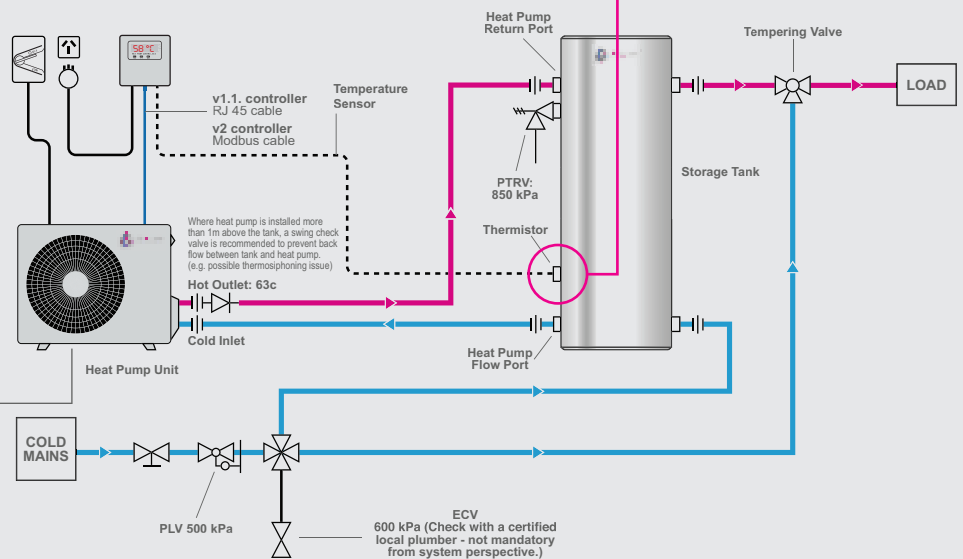 58 °C
v1.1. controller
RJ 45 cable
v2 controller
Modbus cable
Temperature
Sensor
Heat Pump
Return Port
Tempering Valve
LOAD
PTRV:
850 kPa
Storage Tank
Thermistor
Where heat pump is installed more
than 1m above the tank, a swing check
valve is recommended to prevent back
flow between tank and heat pump.
(e.g. possible thermosiphoning issue)
Hot Outlet: 63c
Cold Inlet
Heat Pump
Flow Port
Heat Pump Unit
COLD
MAINS
PLV 500 kPa
ECV
600 kPa (Check with a certified
local plumber - not mandatory
from system perspective.)